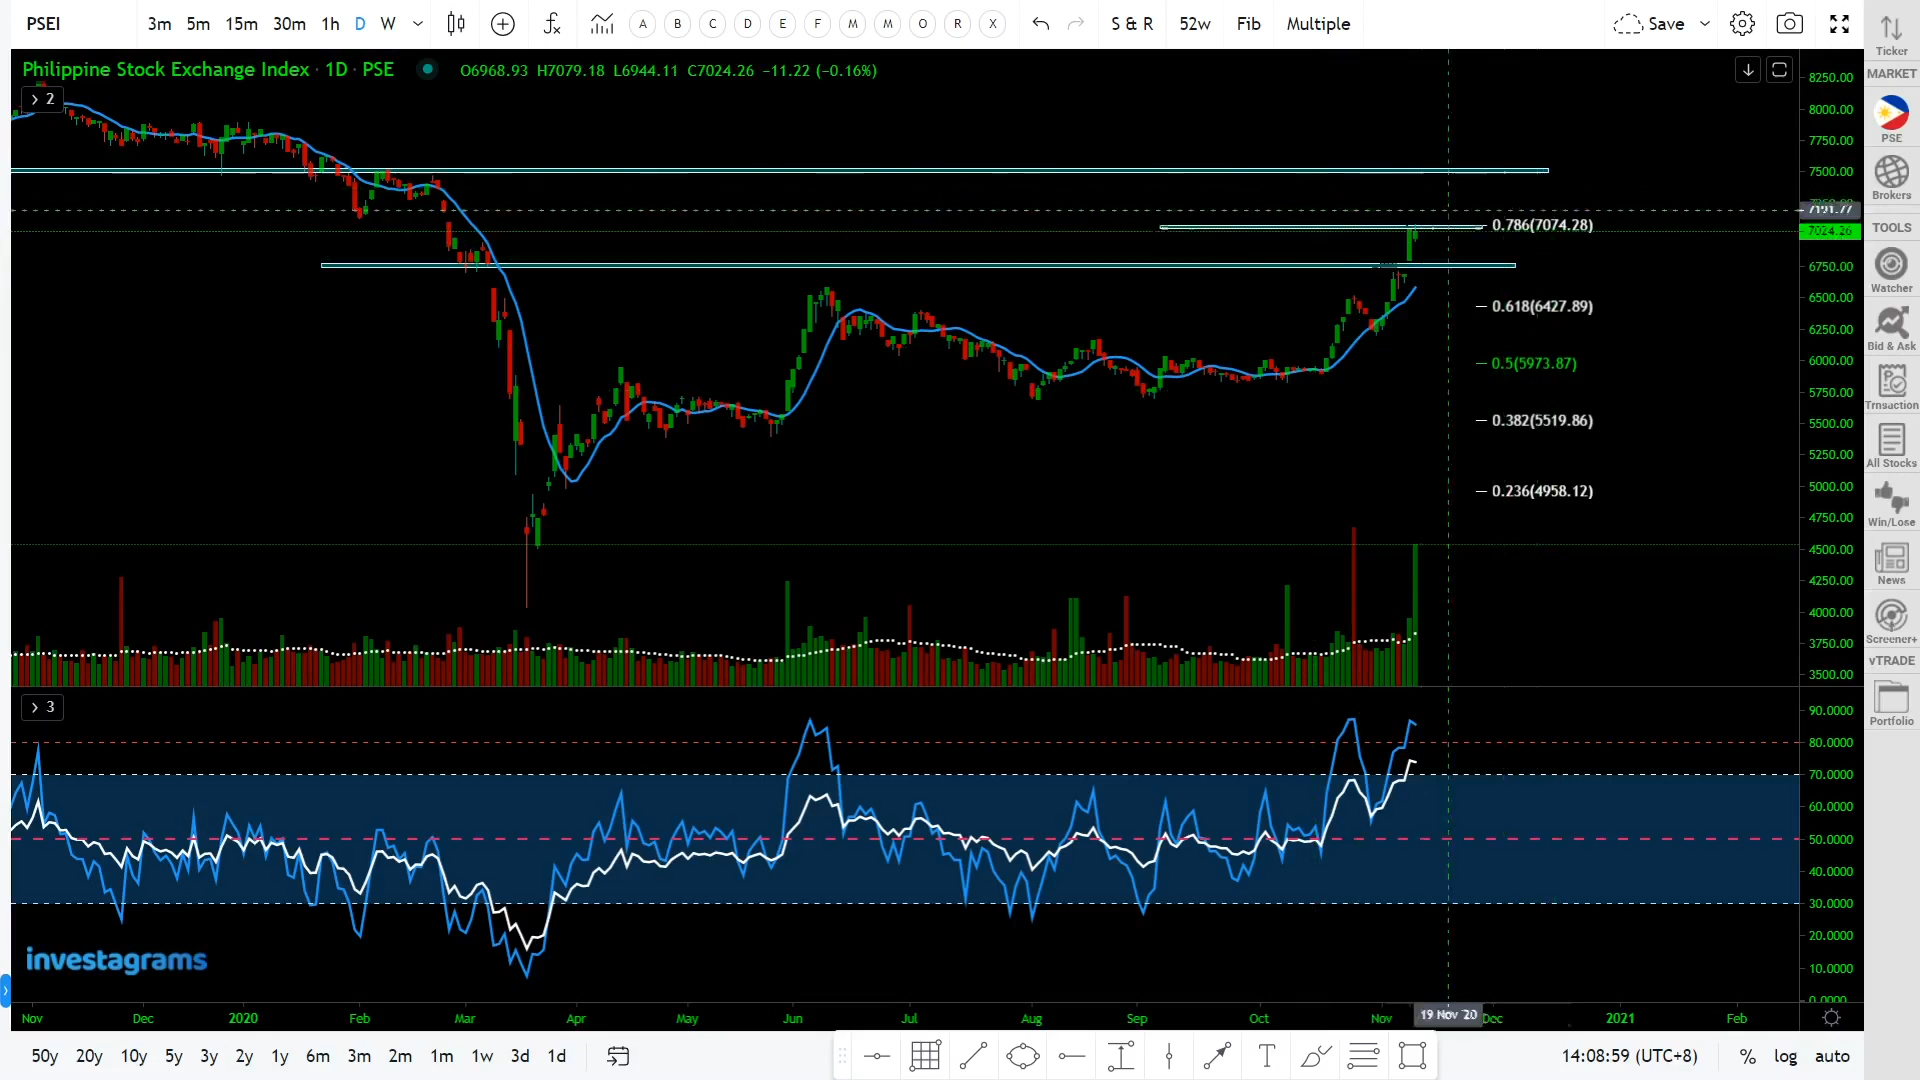 PSEI 3m 5m 15m 30m 1h D W A B C D E F M M O R X S & R 52w Fib Multiple Save
Philippine Stock Exchange Index · 1D · PSE O6968.93 H7079.18 L6944.11 C7024.26 −11.22 (−0.16%)
2
8250.00
8000.00
7750.00
7500.00
7191.77
7024.26
6750.00
6500.00
6250.00
6000.00
5750.00
5500.00
5250.00
5000.00
4750.00
4500.00
4250.00
4000.00
3750.00
3500.00
0.786(7074.28)
0.618(6427.89)
0.5(5973.87)
0.382(5519.86)
0.236(4958.12)
3
90.0000
80.0000
70.0000
60.0000
50.0000
40.0000
30.0000
20.0000
10.0000
0.0000
investagrams
Nov Dec 2020 Feb Mar Apr May Jun Jul Aug Sep Oct Nov 19 Nov '20 Dec 2021 Feb
50y 20y 10y 5y 3y 2y 1y 6m 3m 2m 1m 1w 3d 1d T 14:08:59 (UTC+8) % log auto
Ticker
MARKET
PSE
Brokers
TOOLS
Watcher
Bid & Ask
Trnsaction
All Stocks
Win/Lose
News
Screener+
vTRADE
Portfolio